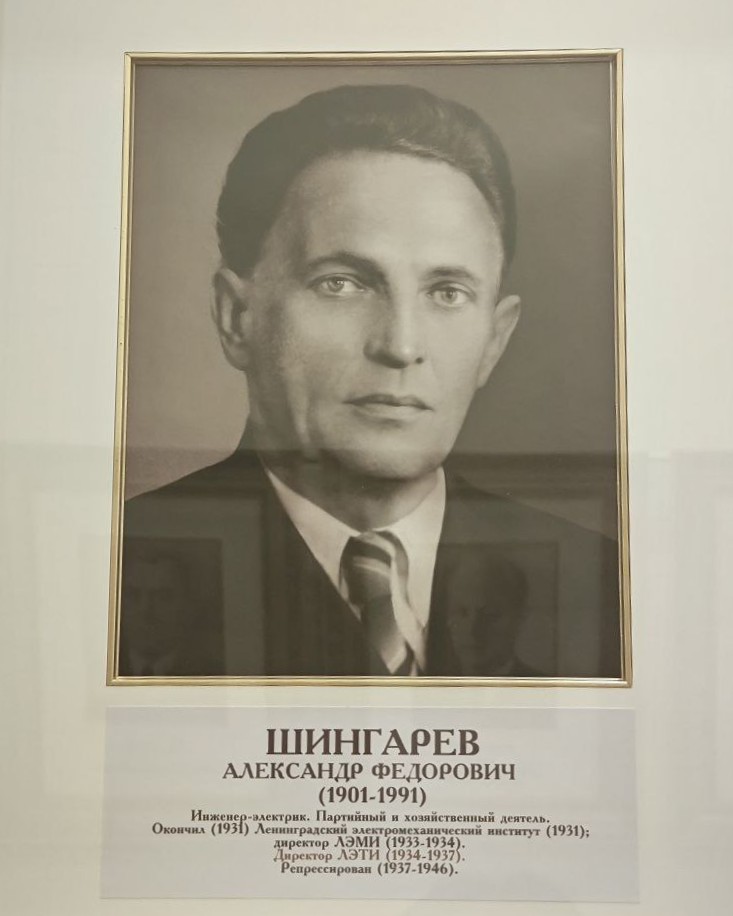 ШИНГАРЕВ
АЛЕКСАНДР ФЕДОРОВИЧ
(1901-1991)
Инженер-электрик. Партийный и хозяйственный деятель.
Окончил (1931) Ленинградский электромеханический институт (1931);
директор ЛЭМИ (1933-1934).
Директор ЛЭТИ (1934-1937).
Репрессирован (1937-1946).